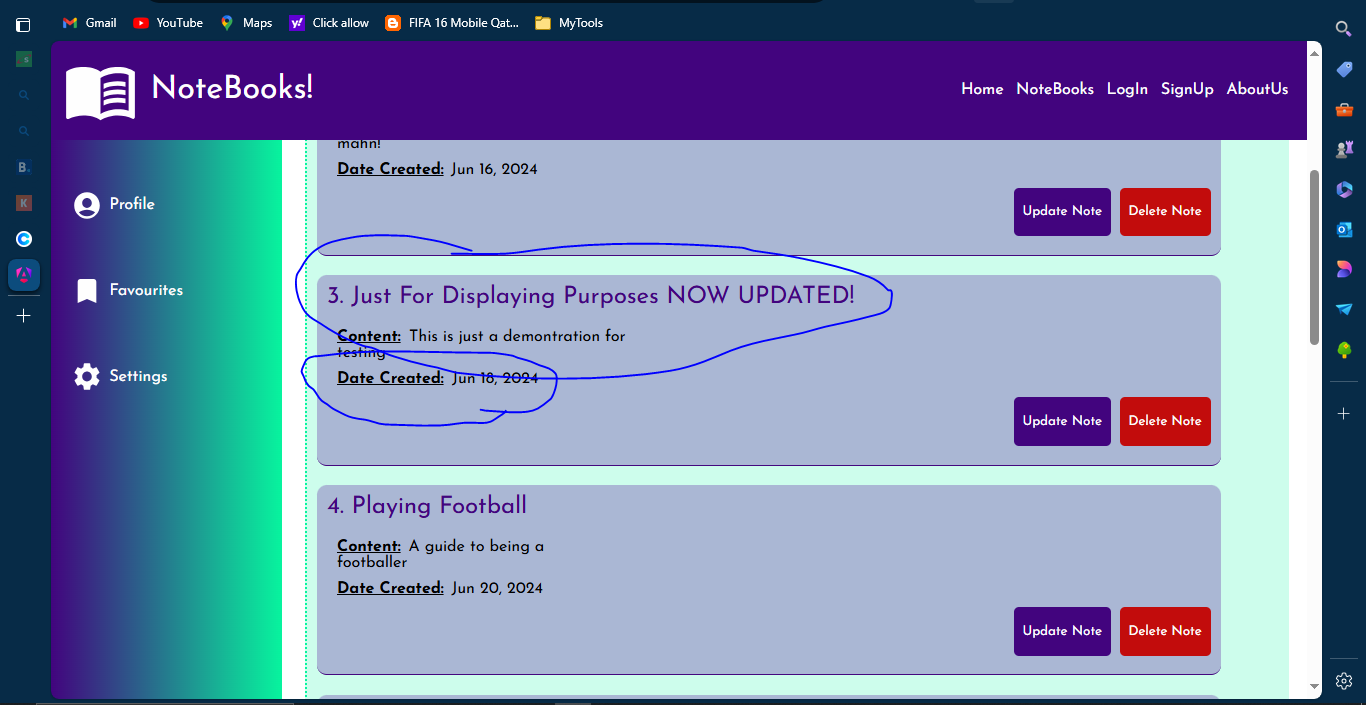 Gmail
YouTube
Maps
Click allow
FIFA 16 Mobile Qat...
MyTools
NoteBooks!
Home
NoteBooks
LogIn
SignUp
AboutUs
Profile
Favourites
Settings
mahn!
Date Created: Jun 16, 2024
Update Note
Delete Note
3. Just For Displaying Purposes NOW UPDATED!
Content: This is just a demontration for
testing
Date Created: Jun 18, 2024
Update Note
Delete Note
4. Playing Football
Content: A guide to being a
footballer
Date Created: Jun 20, 2024
Update Note
Delete Note